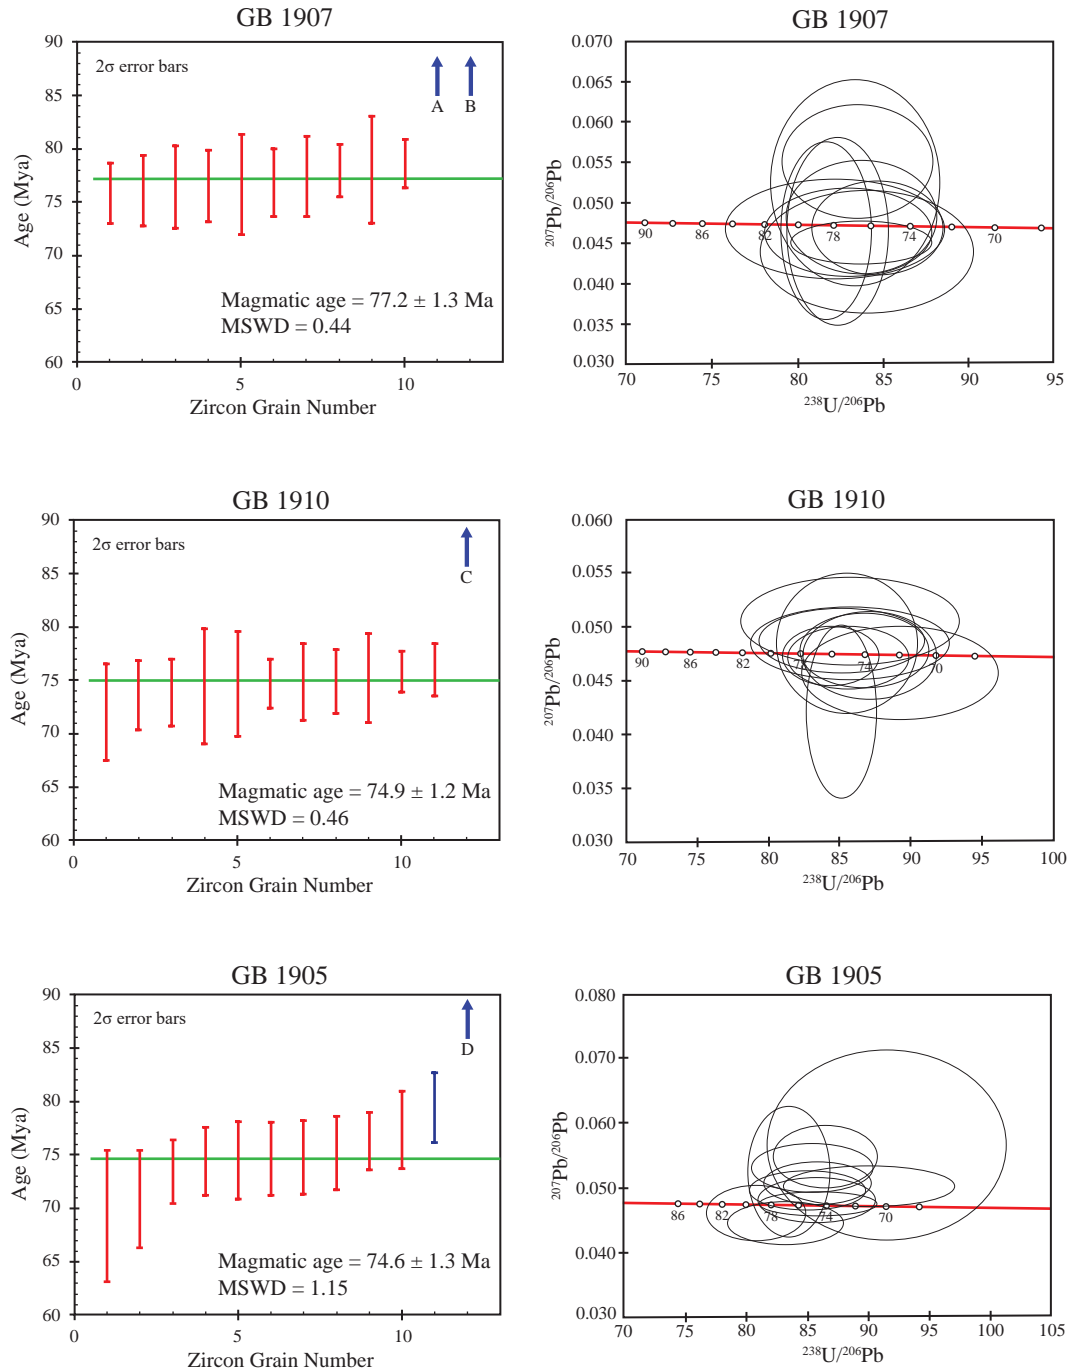 GB 1907
90
85
80
75
70
65
60
0
5
10
Age (Mya)
Zircon Grain Number
2σ error bars
A
B
Magmatic age = 77.2 ± 1.3 Ma
MSWD = 0.44
GB 1907
0.070
0.065
0.060
0.055
0.050
0.045
0.040
0.035
0.030
70
75
80
85
90
95
207Pb/206Pb
238U/206Pb
90
86
82
78
74
70
GB 1910
90
85
80
75
70
65
60
0
5
10
Age (Mya)
Zircon Grain Number
2σ error bars
C
Magmatic age = 74.9 ± 1.2 Ma
MSWD = 0.46
GB 1910
0.060
0.055
0.050
0.045
0.040
0.035
0.030
70
75
80
85
90
95
100
207Pb/206Pb
238U/206Pb
90
86
82
78
74
70
GB 1905
90
85
80
75
70
65
60
0
5
10
Age (Mya)
Zircon Grain Number
2σ error bars
D
Magmatic age = 74.6 ± 1.3 Ma
MSWD = 1.15
GB 1905
0.080
0.070
0.060
0.050
0.040
0.030
70
75
80
85
90
95
100
105
207Pb/206Pb
238U/206Pb
86
82
78
74
70